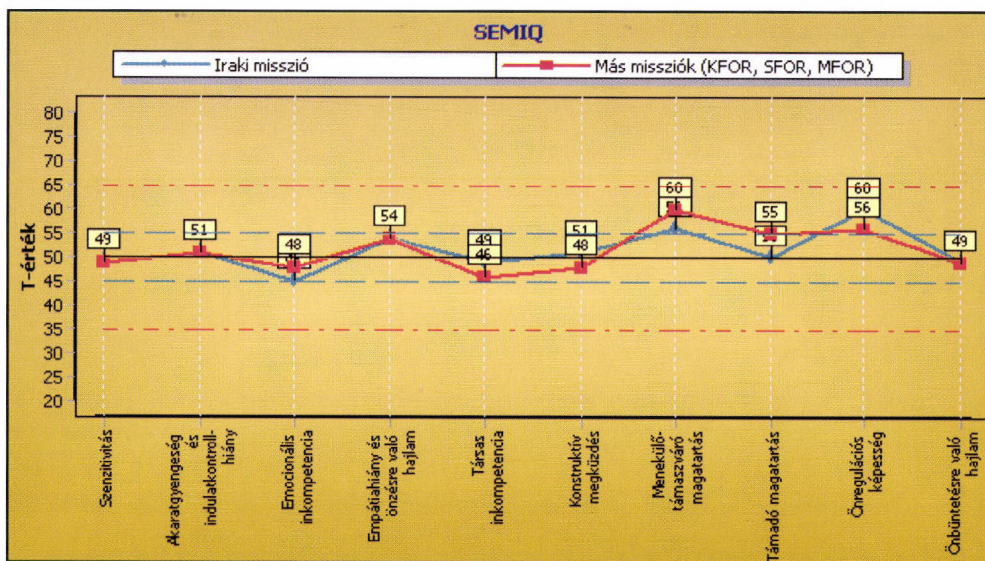 SEMIQ
Iraki misszió
Más missziók (KFOR, SFOR, MFOR)
T-érték
80
75
70
65
60
55
50
45
40
35
30
25
20
49
51
48
54
49
46
51
48
60
55
60
56
49
Szenzitivitás
Akaratgyengeség
és
indulatkontroll-
hiány
Emocionális
inkompetencia
Empátiahiány és
önzésre való
hajlam
Társas
inkompetencia
Konstruktív
megküzdés
Menekülő-
támaszváró
magatartás
Támadó magatartás
Önregulációs
képesség
Önbüntetésre való
hajlam